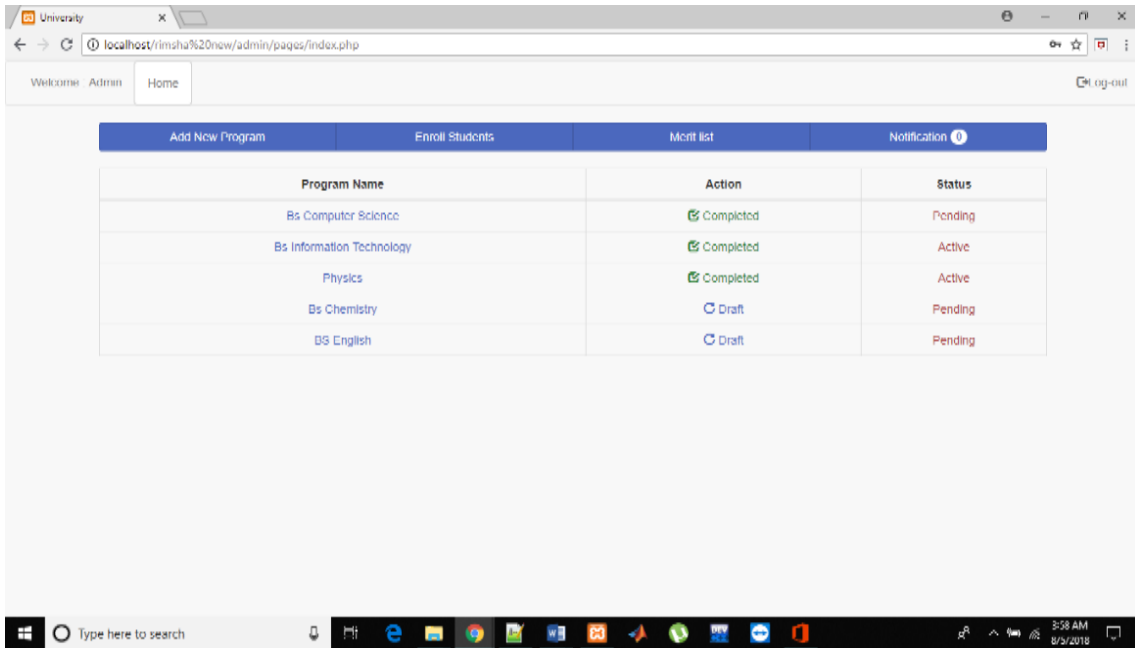 University
localhost/rimsha%20new/admin/pages/index.php
Welcome Admin Home Log-out
Add New Program Enroll Students Merit list Notification 0
Program Name Action Status
Bs Computer Science Completed Pending
Bs Information Technology Completed Active
Physics Completed Active
Bs Chemistry Draft Pending
BS English Draft Pending
Type here to search
3:58 AM
8/5/2018